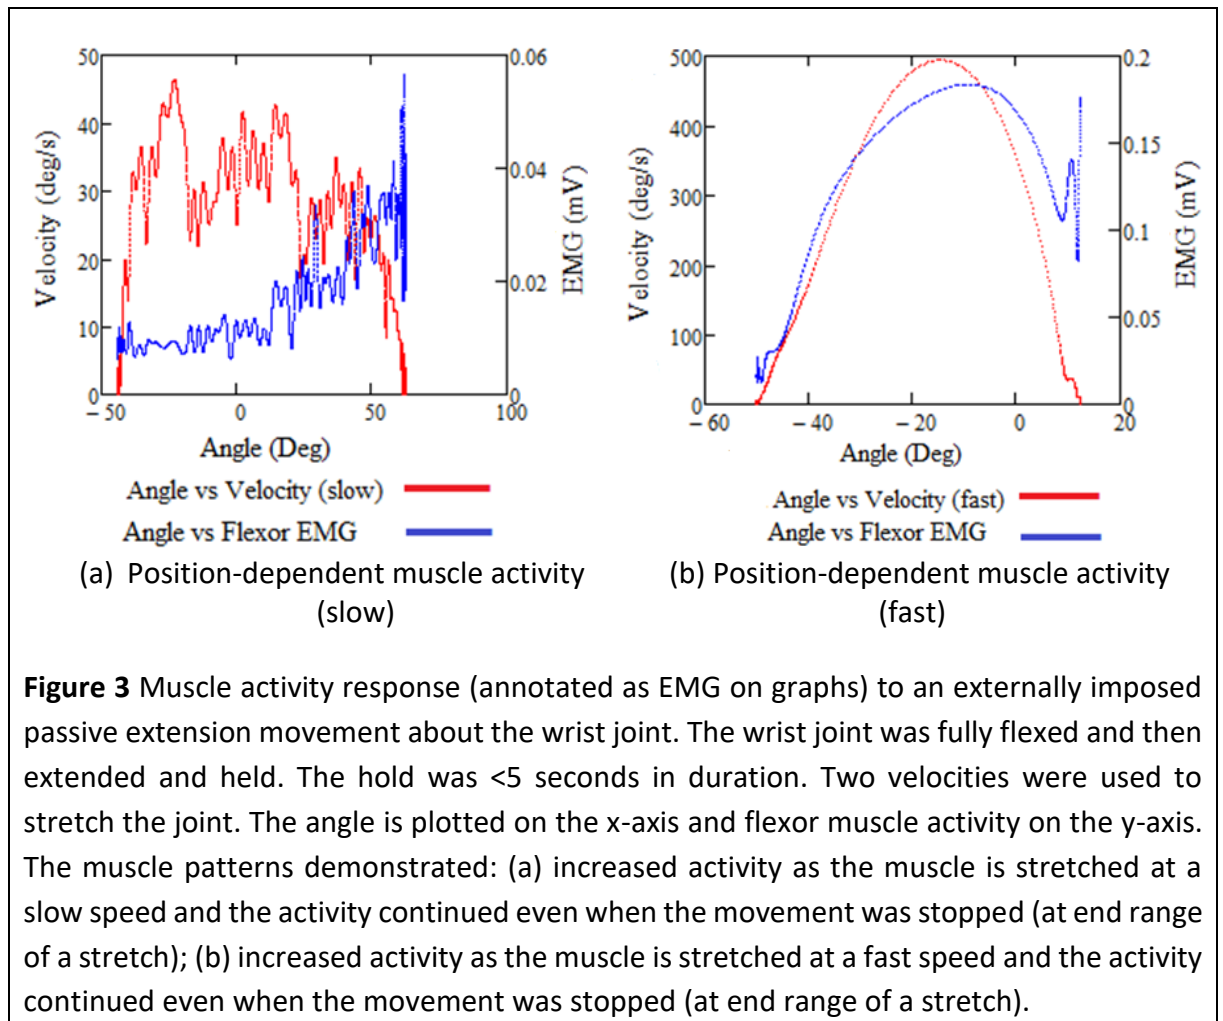 50
40
30
20
10
0
Velocity (deg/s)
0.06
0.04
0.02
0
EMG (mV)
−50
0
50
100
Angle (Deg)
Angle vs Velocity (slow)
Angle vs Flexor EMG
(a) Position-dependent muscle activity
(slow)
500
400
300
200
100
0
Velocity (deg/s)
0.2
0.15
0.1
0.05
0
EMG (mV)
−60
−40
−20
0
20
Angle (Deg)
Angle vs Velocity (fast)
Angle vs Flexor EMG
(b) Position-dependent muscle activity
(fast)
Figure 3 Muscle activity response (annotated as EMG on graphs) to an externally imposed
passive extension movement about the wrist joint. The wrist joint was fully flexed and then
extended and held. The hold was <5 seconds in duration. Two velocities were used to
stretch the joint. The angle is plotted on the x-axis and flexor muscle activity on the y-axis.
The muscle patterns demonstrated: (a) increased activity as the muscle is stretched at a
slow speed and the activity continued even when the movement was stopped (at end range
of a stretch); (b) increased activity as the muscle is stretched at a fast speed and the activity
continued even when the movement was stopped (at end range of a stretch).